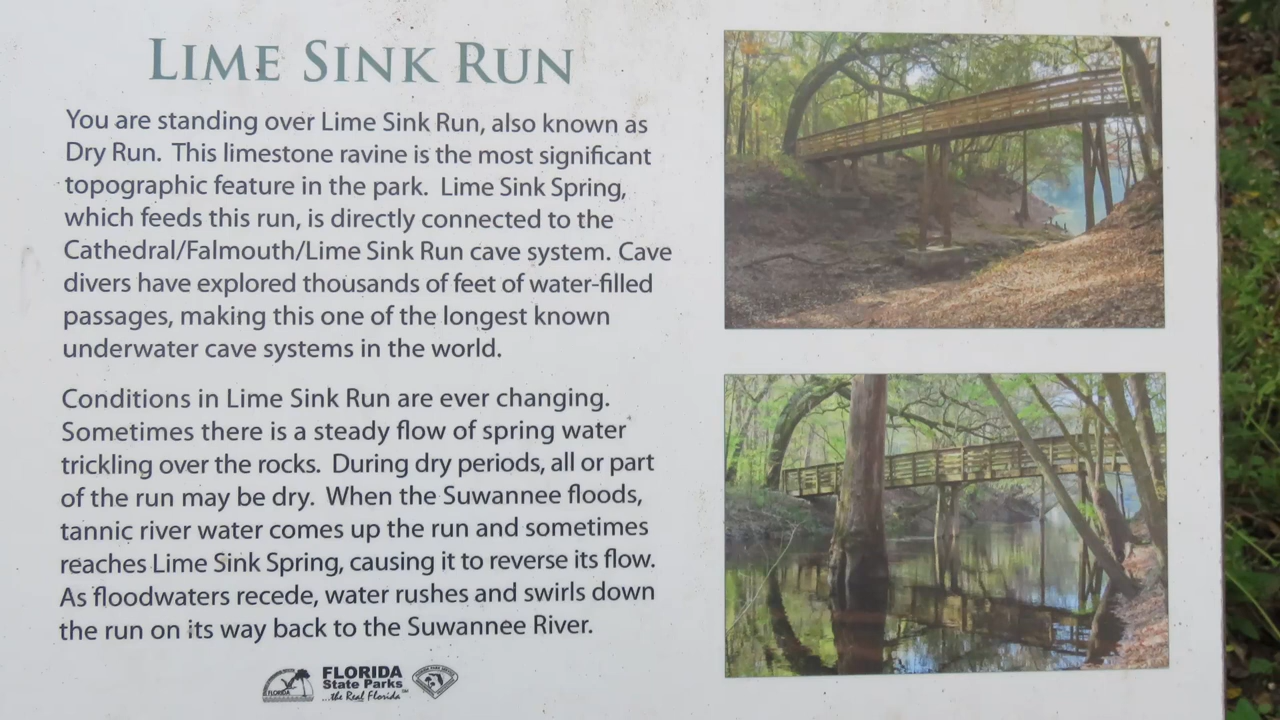 LIME SINK RUN
You are standing over Lime Sink Run, also known as
Dry Run. This limestone ravine is the most significant
topographic feature in the park. Lime Sink Spring,
which feeds this run, is directly connected to the
Cathedral/Falmouth/Lime Sink Run cave system. Cave
divers have explored thousands of feet of water-filled
passages, making this one of the longest known
underwater cave systems in the world.
Conditions in Lime Sink Run are ever changing.
Sometimes there is a steady flow of spring water
trickling over the rocks. During dry periods, all or part
of the run may be dry. When the Suwannee floods,
tannic river water comes up the run and sometimes
reaches Lime Sink Spring, causing it to reverse its flow.
As floodwaters recede, water rushes and swirls down
the run on its way back to the Suwannee River.
FLORIDA
FLORIDA
State Parks
...the Real Florida